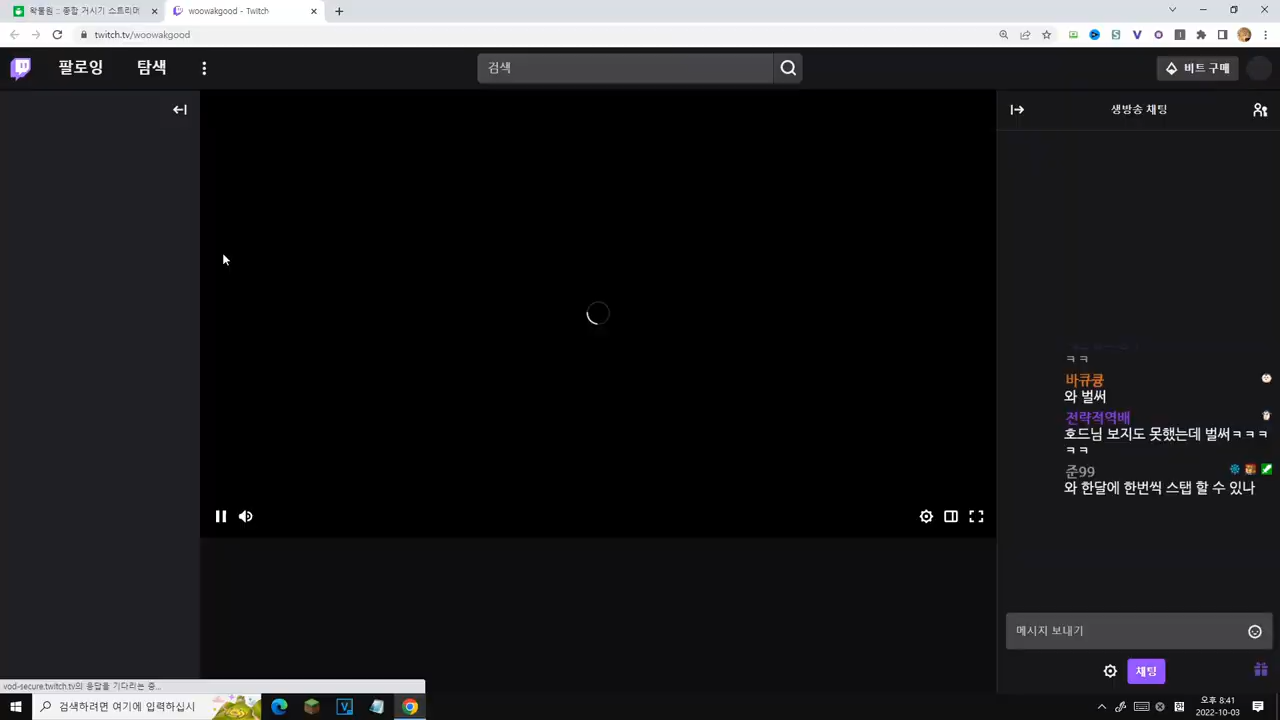 왁물원 :: 종합 거시기 스트리머
woowakgood - Twitch
twitch.tv/woowakgood
팔로잉
탐색
검색
비트 구매
생방송 채팅
ㅋㅋ
바큐큥
와 벌써
전략적역배
호드님 보지도 못했는데 벌써ㅋㅋㅋ
ㅋㅋ
준99
와 한달에 한번씩 스탭 할 수 있나
메시지 보내기
채팅
vod-secure.twitch.tv의 응답을 기다리는 중...
검색하려면 여기에 입력하십시
오후 8:41
2022-10-03